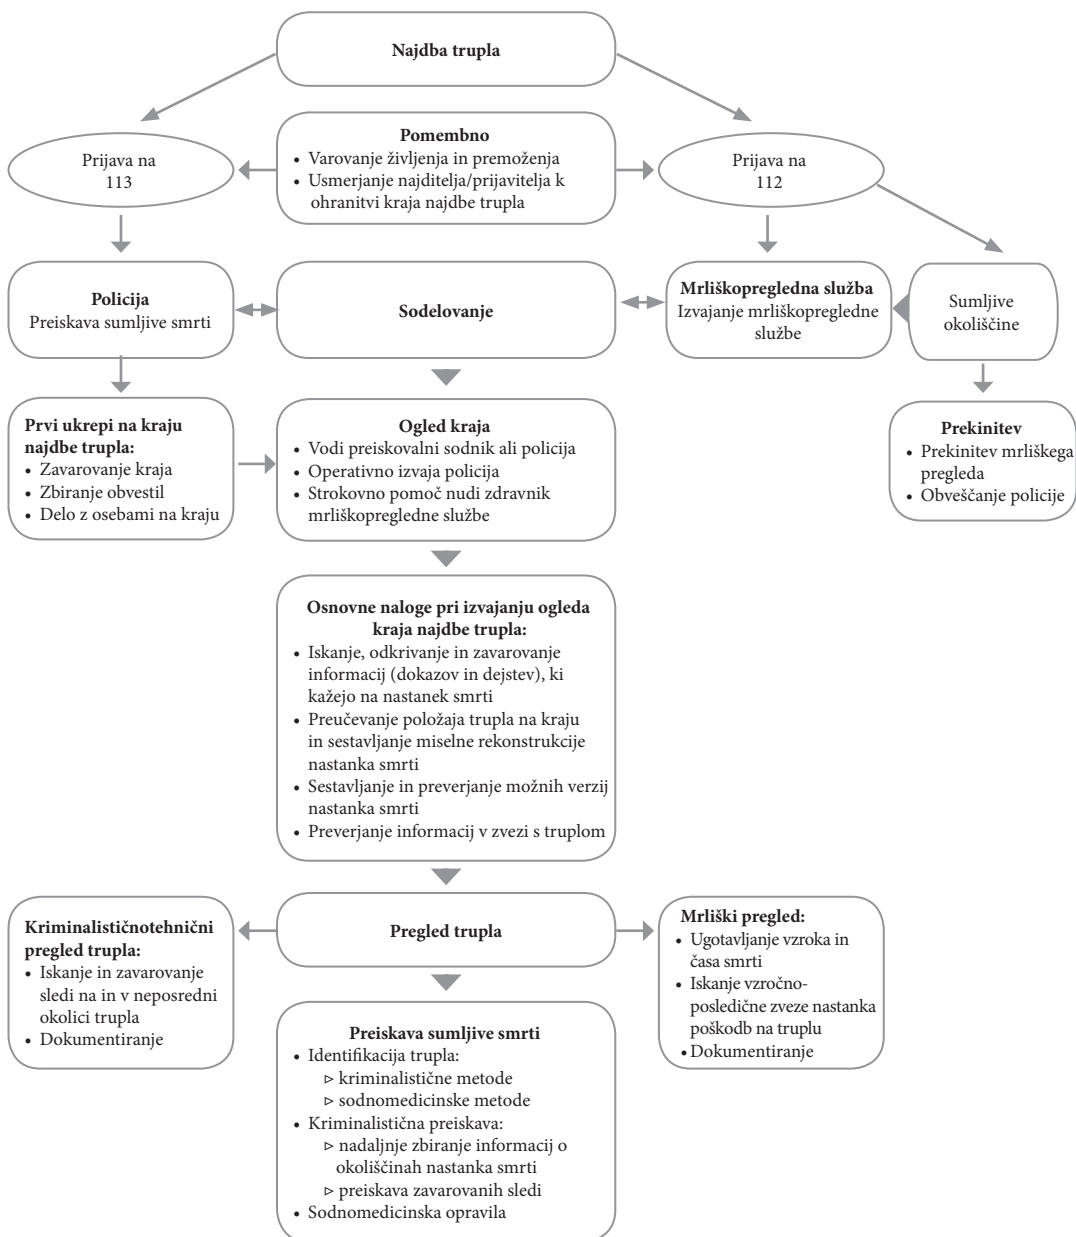 Najdba trupla
Prijava na
113
Pomembno
• Varovanje življenja in premoženja
• Usmerjanje najditelja/prijavitelja k
ohranitvi kraja najdbe trupla
Prijava na
112
Policija
Preiskava sumljive smrti
Sodelovanje
Mrliškopregledna služba
Izvajanje mrliškopregledne
službe
Sumljive
okoliščine
Prvi ukrepi na kraju
najdbe trupla:
• Zavarovanje kraja
• Zbiranje obvestil
• Delo z osebami na kraju
Ogled kraja
• Vodi preiskovalni sodnik ali policija
• Operativno izvaja policija
• Strokovno pomoč nudi zdravnik
mrliškopregledne službe
Prekinitev
• Prekinitev mrliškega
pregleda
• Obveščanje policije
Osnovne naloge pri izvajanju ogleda
kraja najdbe trupla:
• Iskanje, odkrivanje in zavarovanje
informacij (dokazov in dejstev), ki
kažejo na nastanek smrti
• Preučevanje položaja trupla na kraju
in sestavljanje miselne rekonstrukcije
nastanka smrti
• Sestavljanje in preverjanje možnih verzij
nastanka smrti
• Preverjanje informacij v zvezi s truplom
Kriminalističnotehnični
pregled trupla:
• Iskanje in zavarovanje
sledi na in v neposredni
okolici trupla
• Dokumentiranje
Pregled trupla
Mrliški pregled:
• Ugotavljanje vzroka in
časa smrti
• Iskanje vzročno-
posledične zveze nastanka
poškodb na truplu
• Dokumentiranje
Preiskava sumljive smrti
• Identifikacija trupla:
▹ kriminalistične metode
▹ sodnomedicinske metode
• Kriminalistična preiskava:
▹ nadaljnje zbiranje informacij o
okoliščinah nastanka smrti
▹ preiskava zavarovanih sledi
• Sodnomedicinska opravila